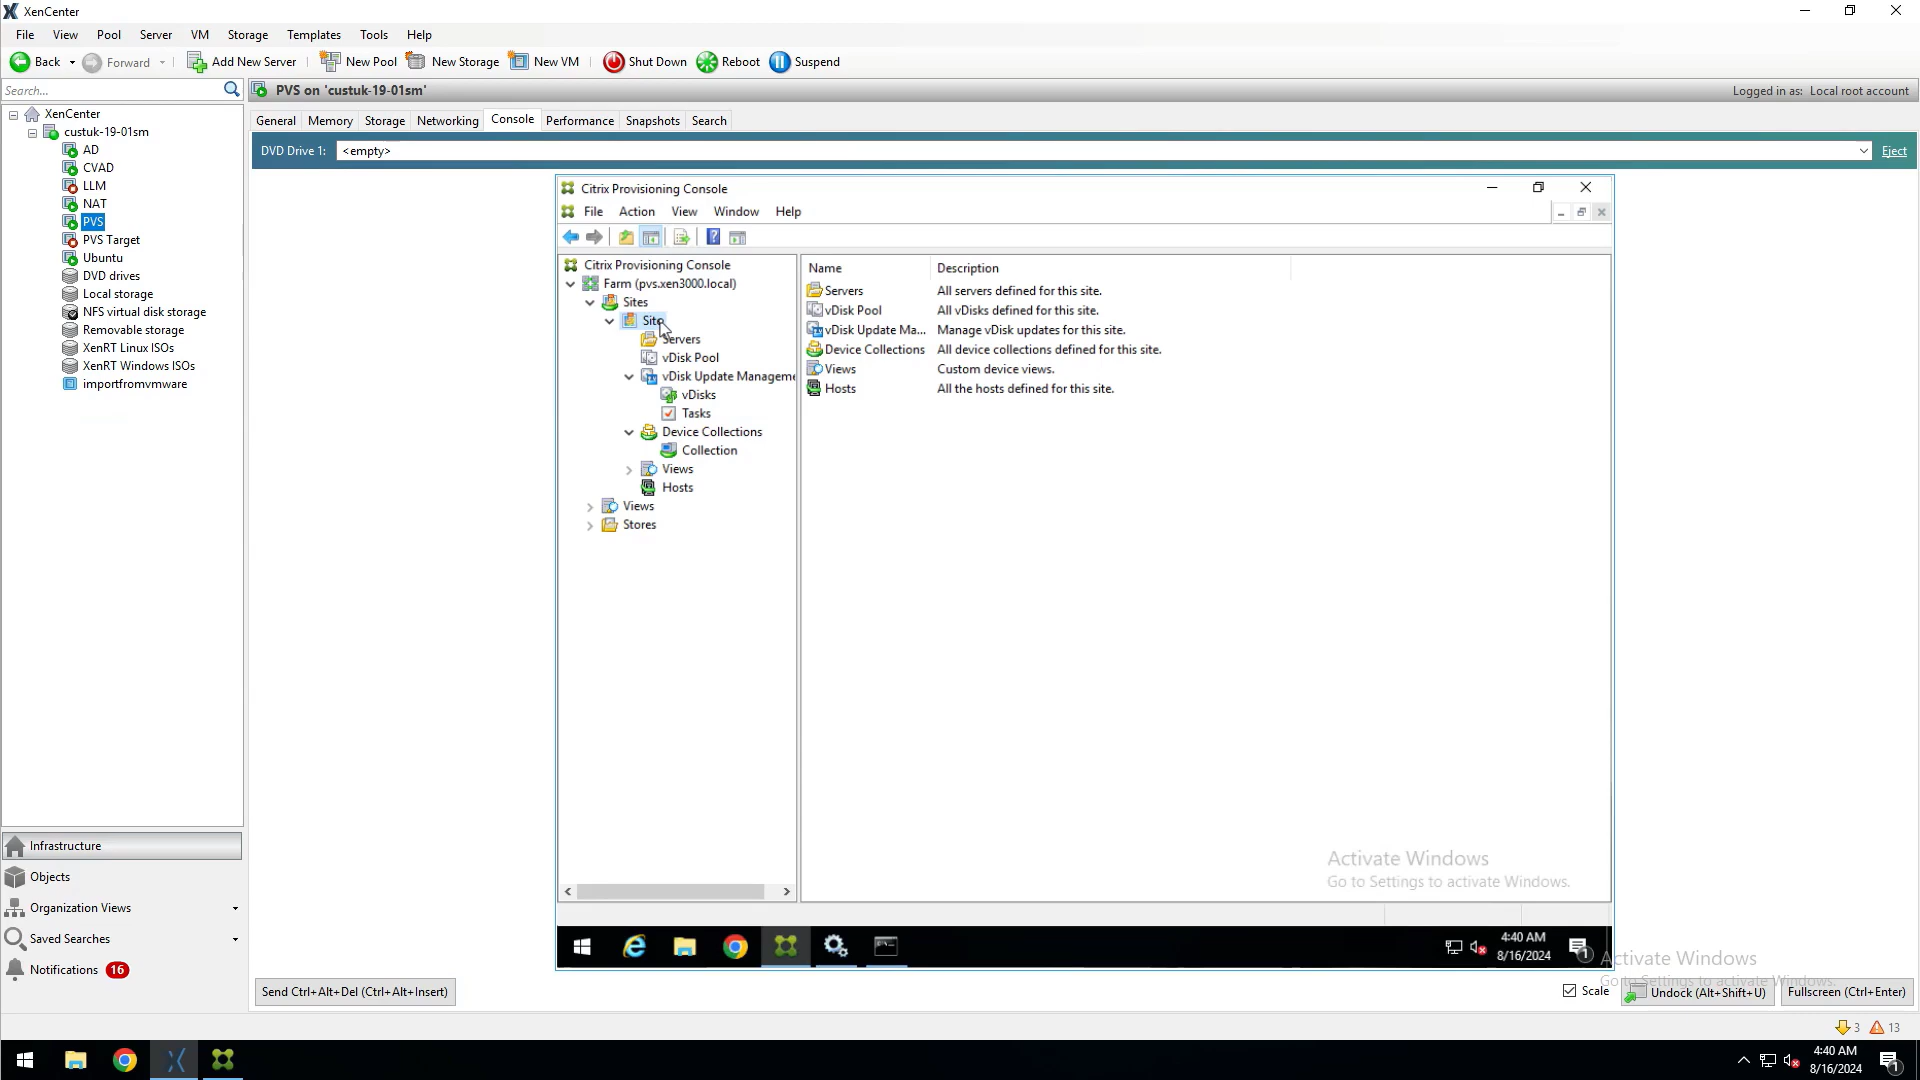 XenCenter
File View Pool Server VM Storage Templates Tools Help
Back Forward Add New Server New Pool New Storage New VM Shut Down Reboot Suspend
Search...
PVS on 'custuk-19-01sm' Logged in as: Local root account
XenCenter
custuk-19-01sm
AD
CVAD
LLM
NAT
PVS
PVS Target
Ubuntu
DVD drives
Local storage
NFS virtual disk storage
Removable storage
XenRT Linux ISOs
XenRT Windows ISOs
importfromvmware
Infrastructure
Objects
Organization Views
Saved Searches
Notifications 16
General Memory Storage Networking Console Performance Snapshots Search
DVD Drive 1: <empty> Eject
Citrix Provisioning Console
File Action View Window Help
Citrix Provisioning Console
Farm (pvs.xen3000.local)
Sites
Site
Servers
vDisk Pool
vDisk Update Manageme
vDisks
Tasks
Device Collections
Collection
Views
Hosts
Views
Stores
Name Description
Servers All servers defined for this site.
vDisk Pool All vDisks defined for this site.
vDisk Update Ma... Manage vDisk updates for this site.
Device Collections All device collections defined for this site.
Views Custom device views.
Hosts All the hosts defined for this site.
Activate Windows
Go to Settings to activate Windows.
4:40 AM
8/16/2024
1
Activate Windows
Go to Settings to activate Windows.
Send Ctrl+Alt+Del (Ctrl+Alt+Insert) Scale Undock (Alt+Shift+U) Fullscreen (Ctrl+Enter)
3 13
4:40 AM
8/16/2024
1